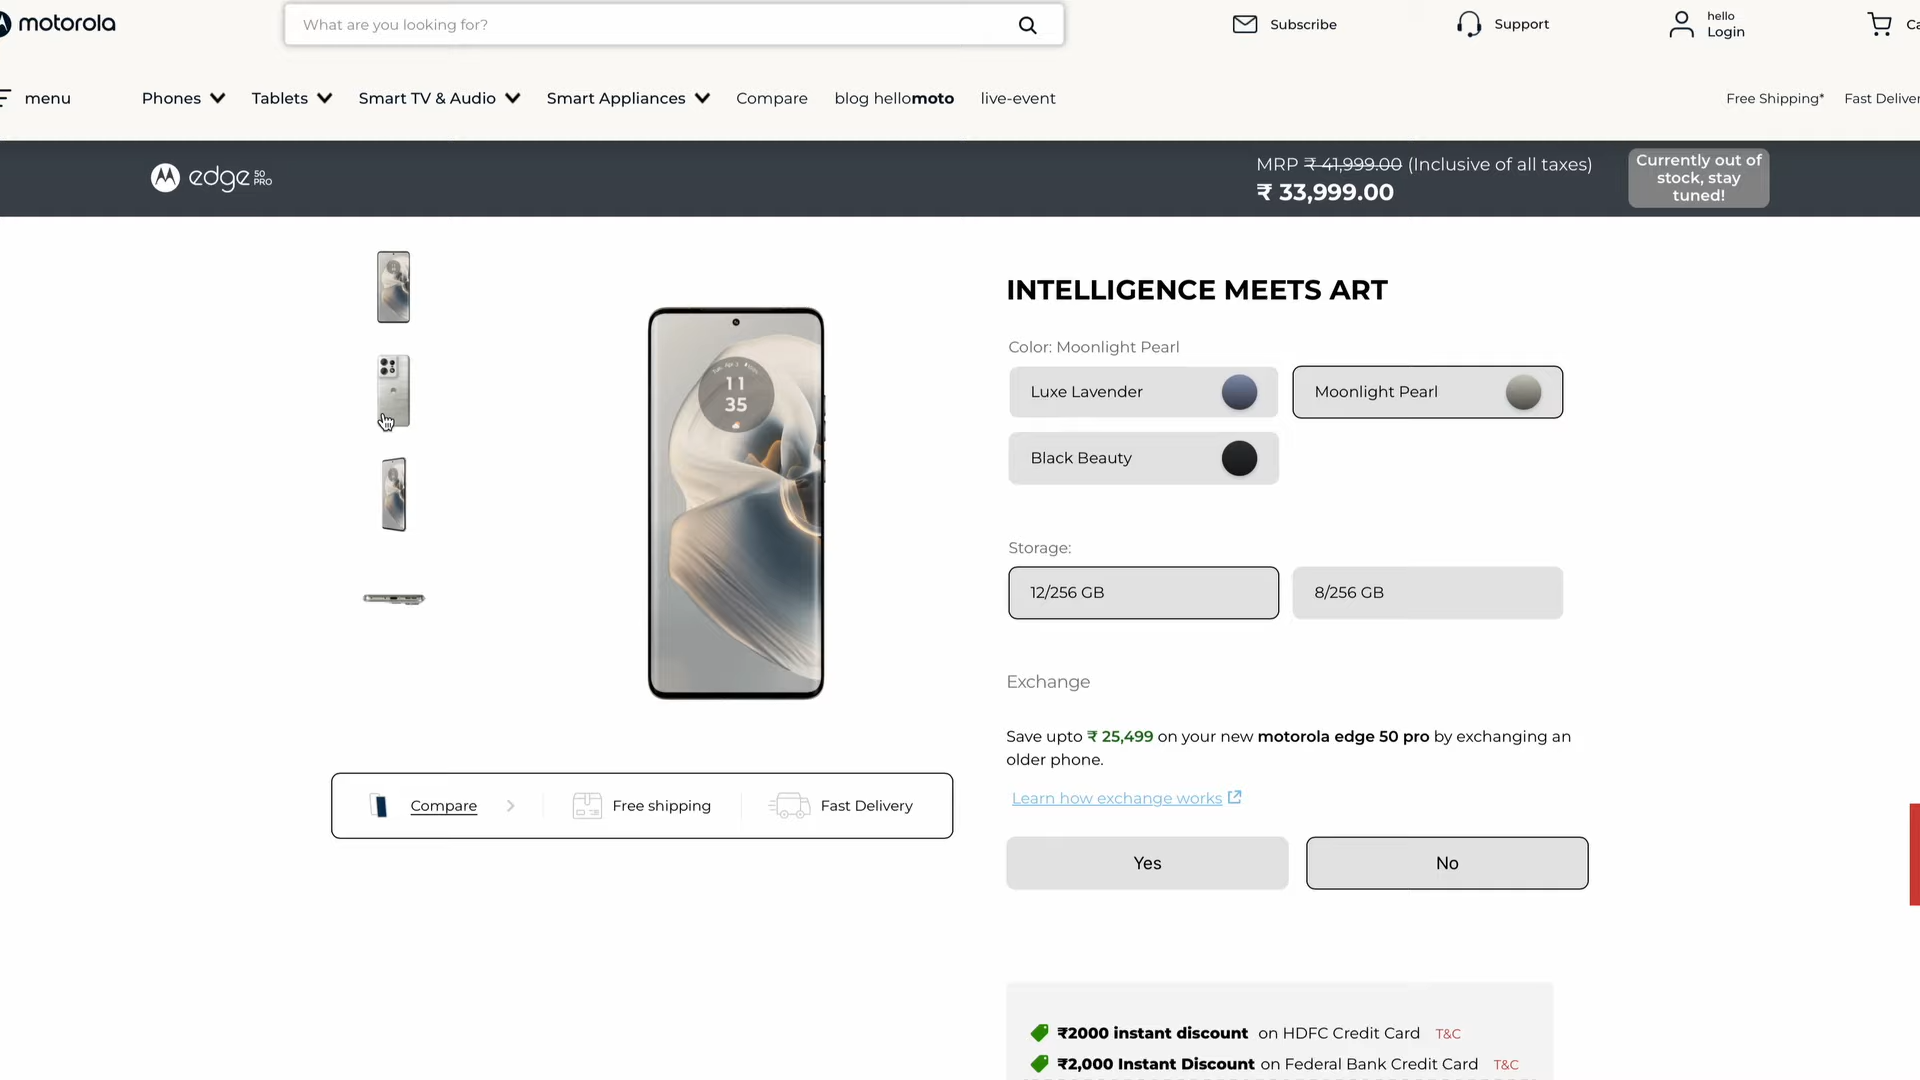 motorola
What are you looking for?
Subscribe
Support
hello
Login
menu
Phones
Tablets
Smart TV & Audio
Smart Appliances
Compare
blog hellomoto
live-event
Free Shipping*
edge 50 PRO
MRP ₹ 41,999.00 (Inclusive of all taxes)
₹ 33,999.00
Currently out of
stock, stay
tuned!
11
35
INTELLIGENCE MEETS ART
Color: Moonlight Pearl
Luxe Lavender
Moonlight Pearl
Black Beauty
Storage:
12/256 GB
8/256 GB
Exchange
Save upto ₹ 25,499 on your new motorola edge 50 pro by exchanging an
older phone.
Learn how exchange works
Yes
No
Compare
Free shipping
Fast Delivery
₹2000 instant discount on HDFC Credit Card T&C
₹2,000 Instant Discount on Federal Bank Credit Card T&C